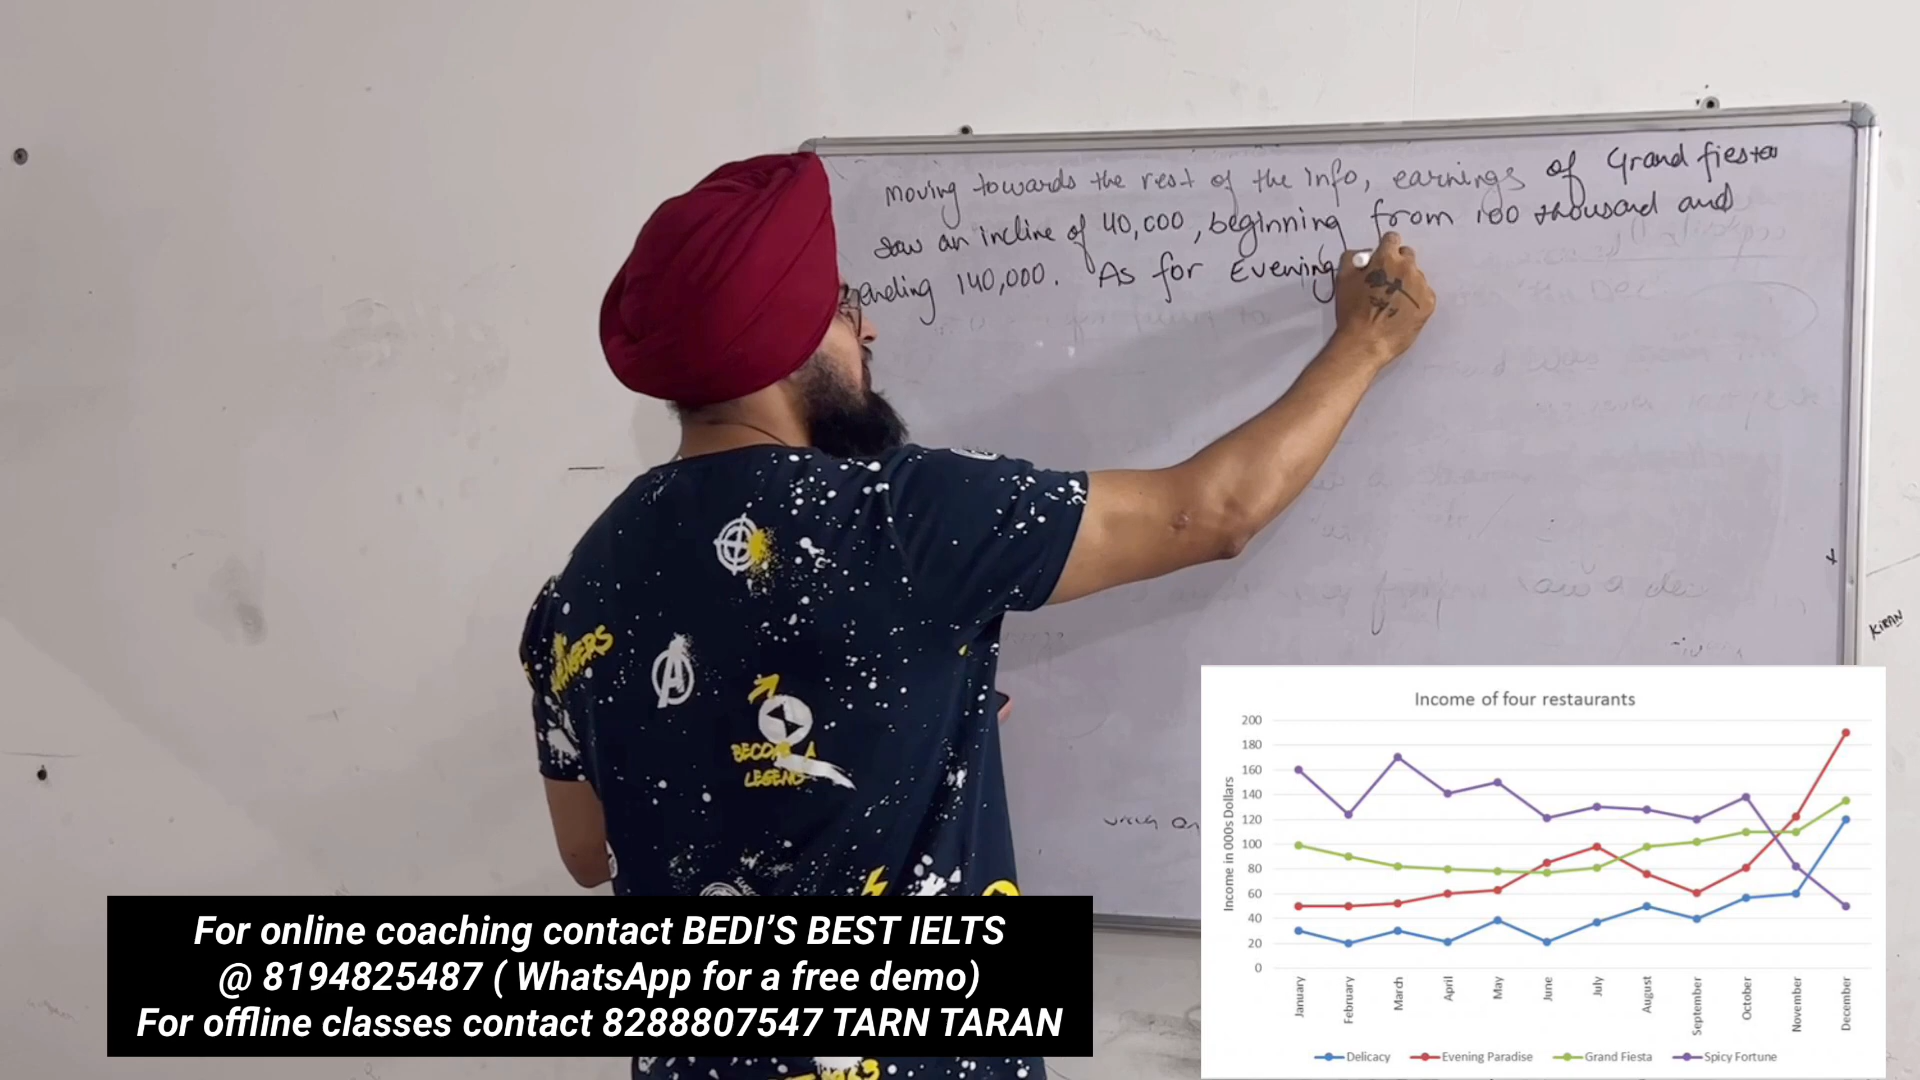 moving towards the rest of the info, earnings of Grand fiesta
saw an incline of 40,000, beginning from 100 thousand and
ending 140,000. As for Evening
KIRAN
BECOME A
LEGEND
For online coaching contact BEDI'S BEST IELTS
@ 8194825487 ( WhatsApp for a free demo)
For offline classes contact 8288807547 TARN TARAN
Income of four restaurants
Income in 000s Dollars
200
180
160
140
120
100
80
60
40
20
0
January
February
March
April
May
June
July
August
September
October
November
December
Delicacy
Evening Paradise
Grand Fiesta
Spicy Fortune